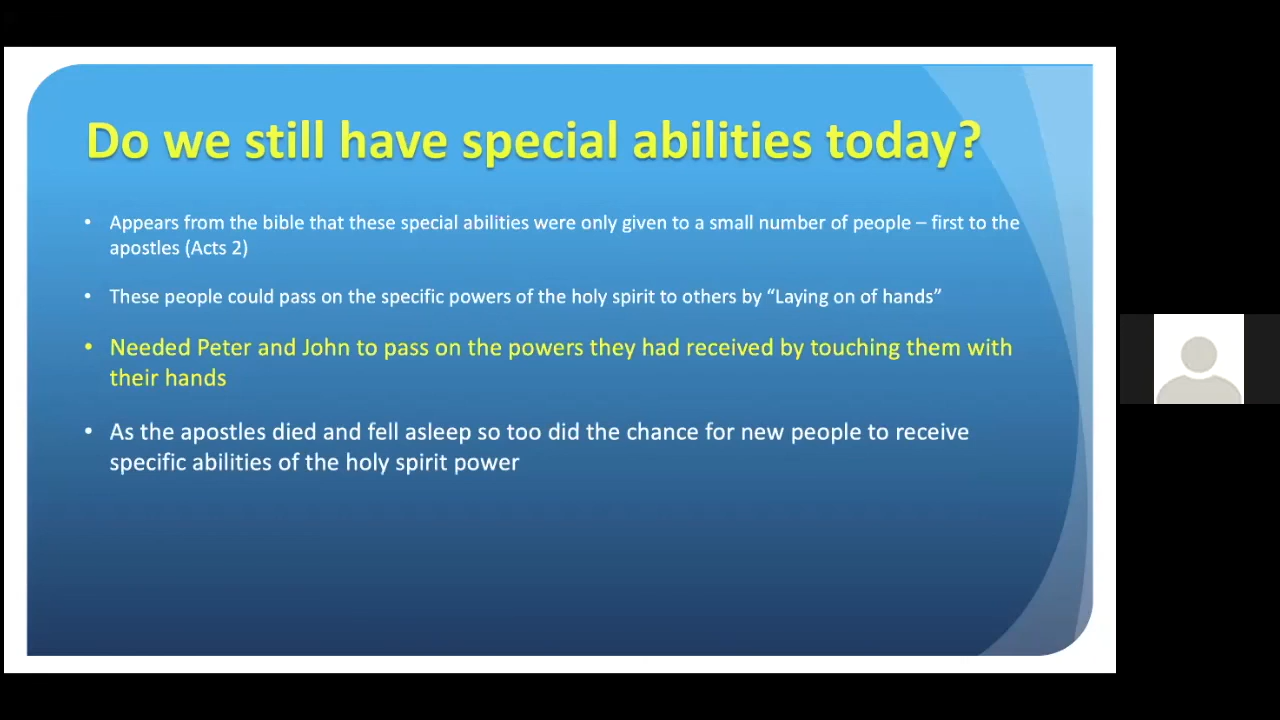 Do we still have special abilities today?
• Appears from the bible that these special abilities were only given to a small number of people – first to the
apostles (Acts 2)
• These people could pass on the specific powers of the holy spirit to others by “Laying on of hands”
• Needed Peter and John to pass on the powers they had received by touching them with
their hands
• As the apostles died and fell asleep so too did the chance for new people to receive
specific abilities of the holy spirit power